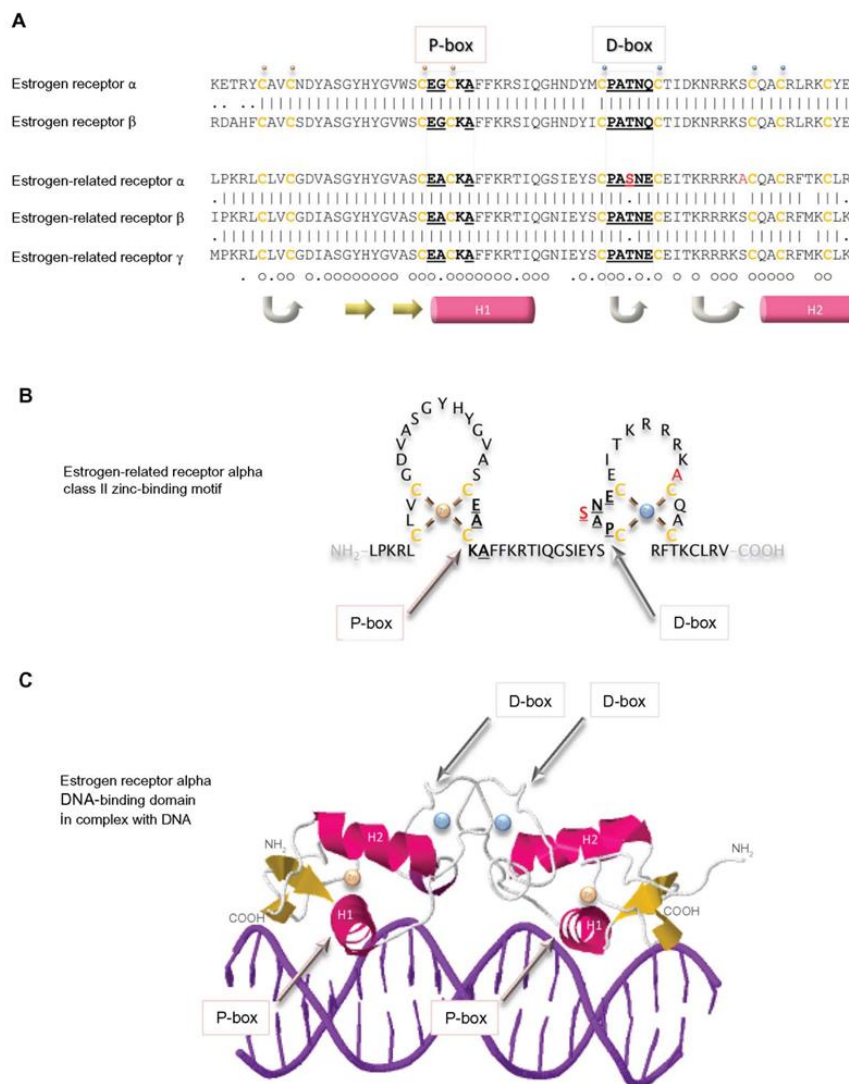 A
P-box D-box
Estrogen receptor α KETRYCAVCNDYASGYHYGVWSCEGCKAFFKRSIQGHNDYMCPATNQCTIDKNRRKSCQACRLRKCYE
Estrogen receptor β RDAHFCAVCNDYASGYHYGVWSCEGCKAFFKRSIQGHNDYICPATNQCTIDKNRRKSCQACRLRKCYE
Estrogen-related receptor α LPKRLCLVCGDVASGYHYGVASCEACKAFFKRTIQGSIEYSCPASNECEITKRRRKACQACRFTKCLR
Estrogen-related receptor β IPKRLCLVCGDIASGYHYGVASCEACKAFFKRTIQGNIEYSCPATNECEITKRRRKSCQACRFMKCLK
Estrogen-related receptor γ MPKRLCLVCGDIASGYHYGVASCEACKAFFKRTIQGNIEYSCPATNECEITKRRRKSCQACRFMKCLK
H1 H2
B
Estrogen-related receptor alpha
class II zinc-binding motif
CLVCGDVASGYHYGVASCEAC
CPASNECEITKRRRKACQAC
NH2-LPKRL KAFFKRTIQGSIEYS RFTKCLRV-COOH
P-box D-box
C
D-box D-box
Estrogen receptor alpha
DNA-binding domain
in complex with DNA
NH2 H2 H2 NH2
COOH H1 H1 COOH
P-box P-box